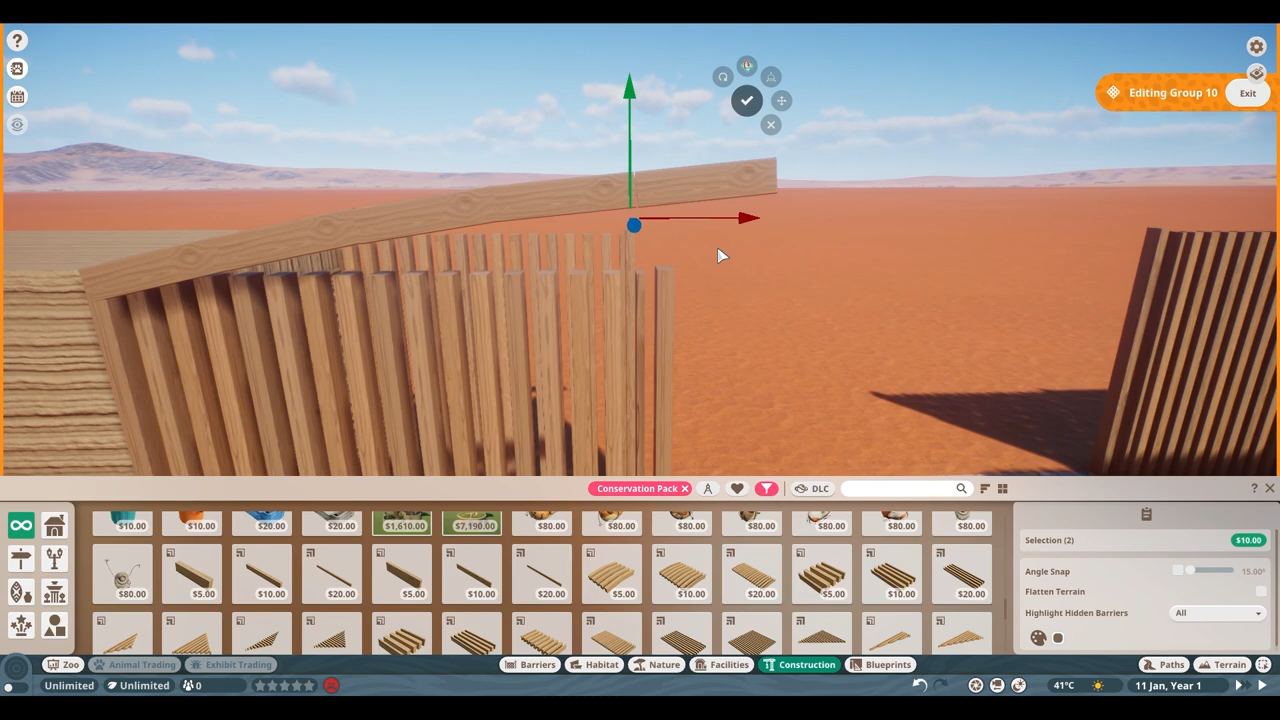 ?
Editing Group 10
Exit
Conservation Pack ×
DLC
? ×
$10.00 $10.00 $20.00 $20.00 $1,610.00 $7,190.00 $80.00 $80.00 $80.00 $80.00 $80.00 $80.00 $80.00
$80.00 $5.00 $10.00 $20.00 $5.00 $10.00 $20.00 $5.00 $10.00 $20.00 $5.00 $10.00 $20.00
Selection (2) $10.00
Angle Snap 15.00°
Flatten Terrain
Highlight Hidden Barriers All
Zoo Animal Trading Exhibit Trading Barriers Habitat Nature Facilities Construction Blueprints Paths Terrain
Unlimited Unlimited 0 41°C 11 Jan, Year 1